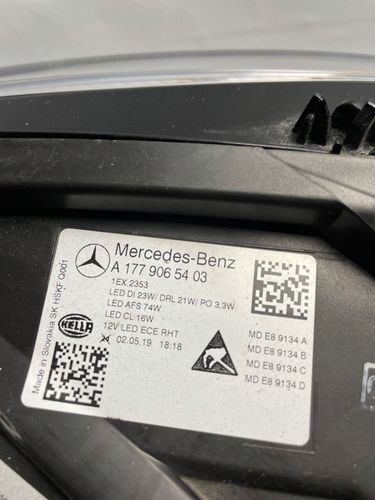 Mercedes-Benz
A 177 906 54 03
1EX.2353
LED DI 23W/ DRL 21W/ PO 3,3W
LED AFS 74W
LED CL 16W
12V LED ECE RHT
02.05.19 18:18
HELLA
Made in Slovakia SK HSKF Q001
MD E8 9134 A
MD E8 9134 B
MD E8 9134 C
MD E8 9134 D